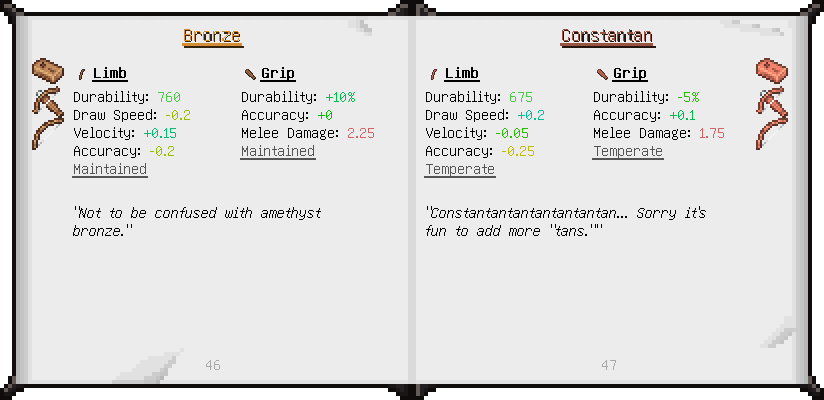 Bronze
Limb
Durability: 760
Draw Speed: -0.2
Velocity: +0.15
Accuracy: -0.2
Maintained
Grip
Durability: +10%
Accuracy: +0
Melee Damage: 2.25
Maintained
"Not to be confused with amethyst
bronze."
46
Constantan
Limb
Durability: 675
Draw Speed: +0.2
Velocity: -0.05
Accuracy: -0.25
Temperate
Grip
Durability: -5%
Accuracy: +0.1
Melee Damage: 1.75
Temperate
"Constantantantantantantan... Sorry it's
fun to add more "tans.""
47